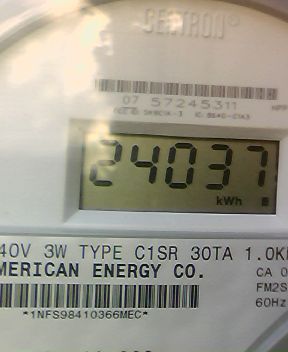 CENTRON®
07 57245311
24037
kWh
40V 3W TYPE C1SR 30TA 1.0K
MERICAN ENERGY CO.
CA 0
FM2S
60Hz
*1NFS98410366MEC*